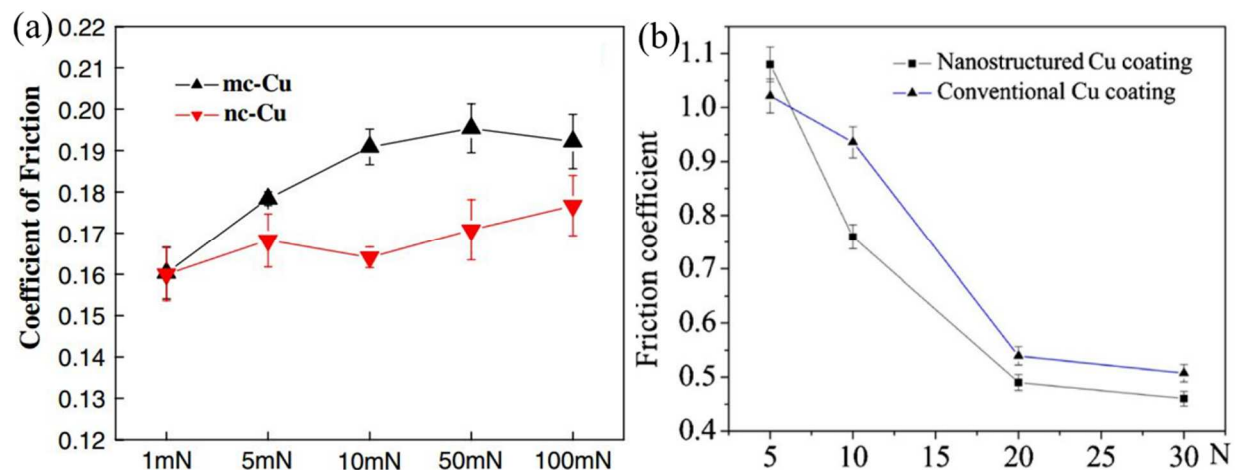 (a)
0.22
0.21
0.20
0.19
0.18
0.17
0.16
0.15
0.14
0.13
0.12
Coefficient of Friction
mc-Cu
nc-Cu
1mN 5mN 10mN 50mN 100mN
(b)
1.1
1.0
0.9
0.8
0.7
0.6
0.5
0.4
Friction coefficient
Nanostructured Cu coating
Conventional Cu coating
5 10 15 20 25 30 N